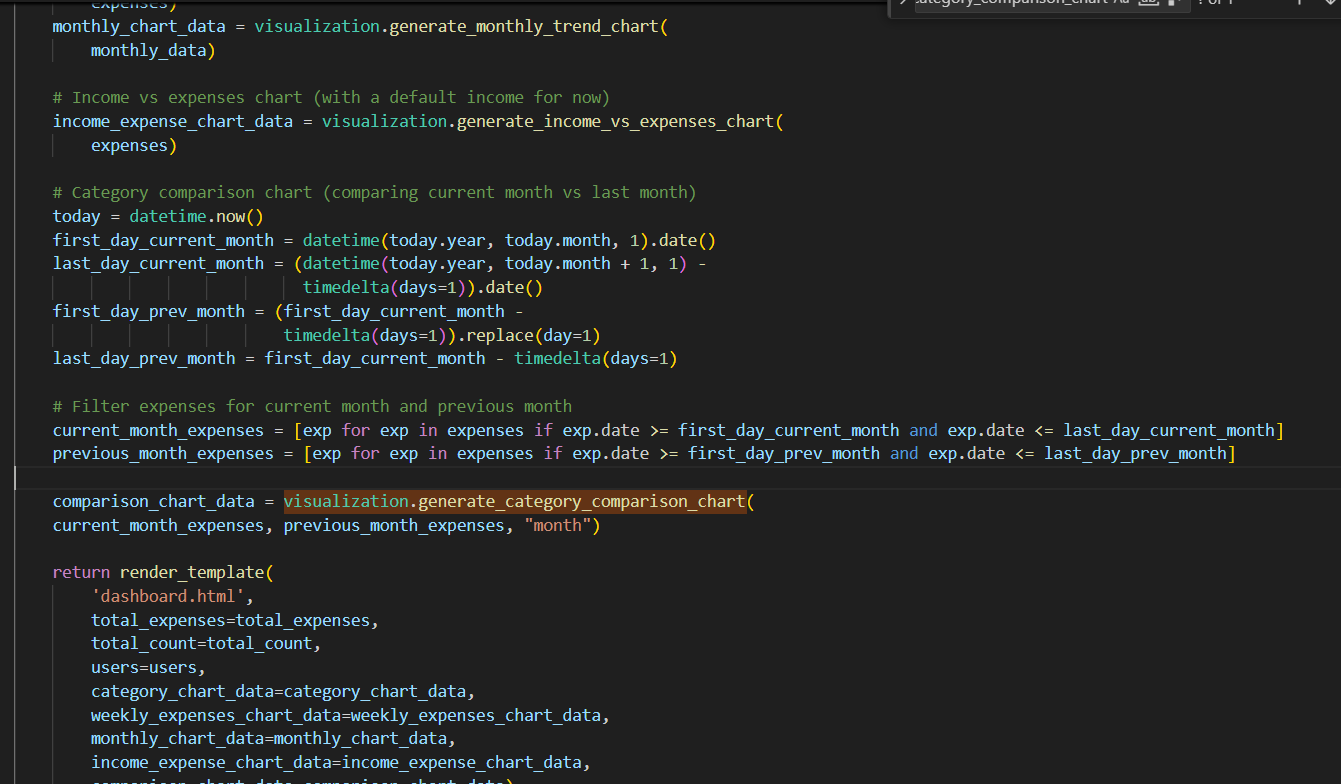 expenses)
monthly_chart_data = visualization.generate_monthly_trend_chart(
monthly_data)
# Income vs expenses chart (with a default income for now)
income_expense_chart_data = visualization.generate_income_vs_expenses_chart(
expenses)
# Category comparison chart (comparing current month vs last month)
today = datetime.now()
first_day_current_month = datetime(today.year, today.month, 1).date()
last_day_current_month = (datetime(today.year, today.month + 1, 1) -
timedelta(days=1)).date()
first_day_prev_month = (first_day_current_month -
timedelta(days=1)).replace(day=1)
last_day_prev_month = first_day_current_month - timedelta(days=1)
# Filter expenses for current month and previous month
current_month_expenses = [exp for exp in expenses if exp.date >= first_day_current_month and exp.date <= last_day_current_month]
previous_month_expenses = [exp for exp in expenses if exp.date >= first_day_prev_month and exp.date <= last_day_prev_month]
comparison_chart_data = visualization.generate_category_comparison_chart(
current_month_expenses, previous_month_expenses, "month")
return render_template(
'dashboard.html',
total_expenses=total_expenses,
total_count=total_count,
users=users,
category_chart_data=category_chart_data,
weekly_expenses_chart_data=weekly_expenses_chart_data,
monthly_chart_data=monthly_chart_data,
income_expense_chart_data=income_expense_chart_data,
comparison_chart_data=comparison_chart_data)